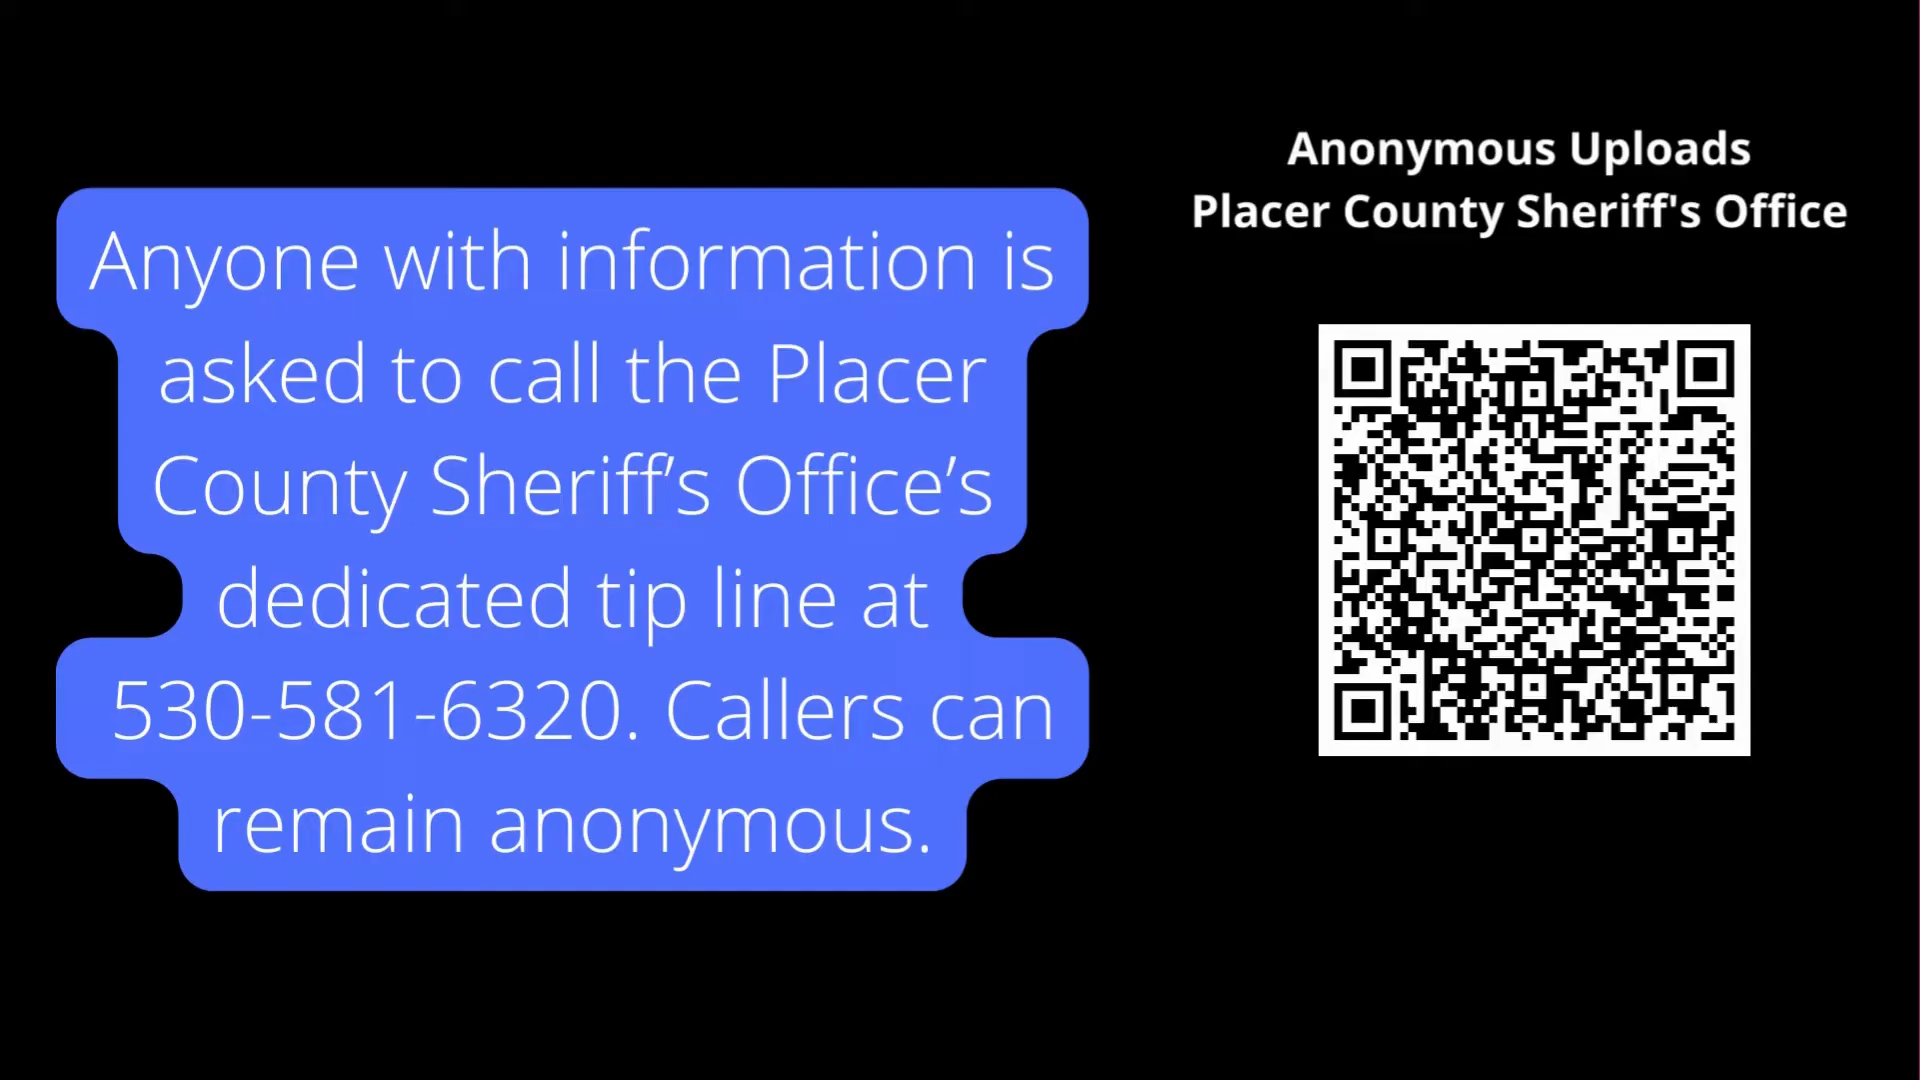 Anyone with information is
asked to call the Placer
County Sheriff’s Office’s
dedicated tip line at
530-581-6320. Callers can
remain anonymous.
Anonymous Uploads
Placer County Sheriff's Office